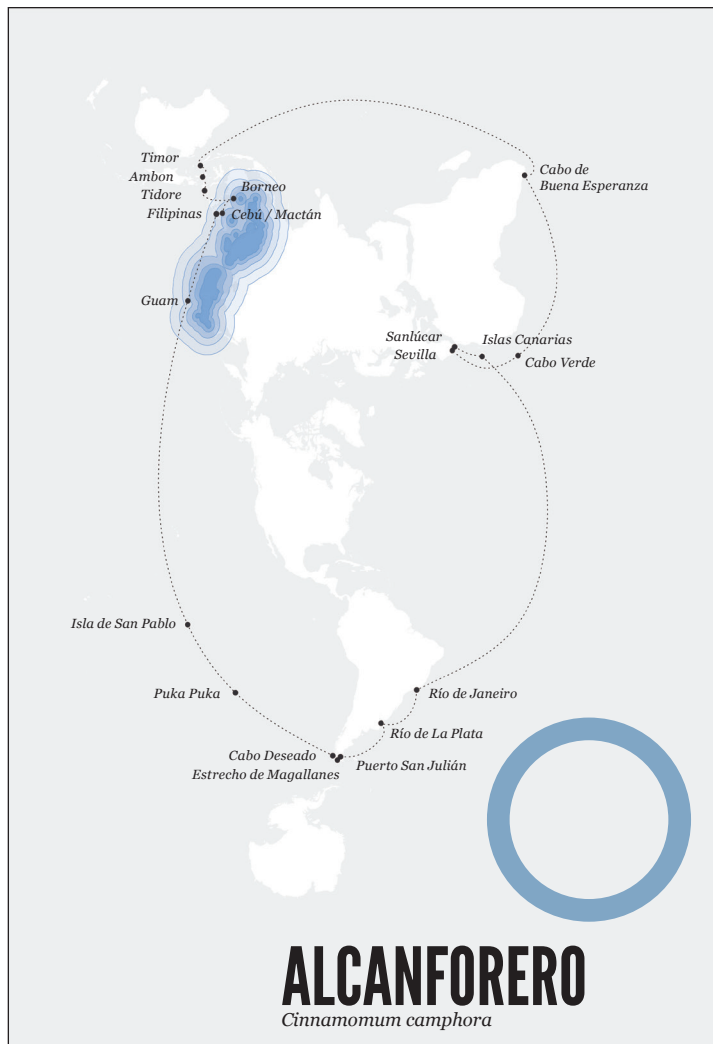 Timor
Ambon
Tidore
Borneo
Filipinas
Cebú / Mactán
Cabo de
Buena Esperanza
Guam
Sanlúcar
Sevilla
Islas Canarias
Cabo Verde
Isla de San Pablo
Puka Puka
Río de Janeiro
Río de La Plata
Cabo Deseado
Estrecho de Magallanes
Puerto San Julián
ALCANFORERO
Cinnamomum camphora